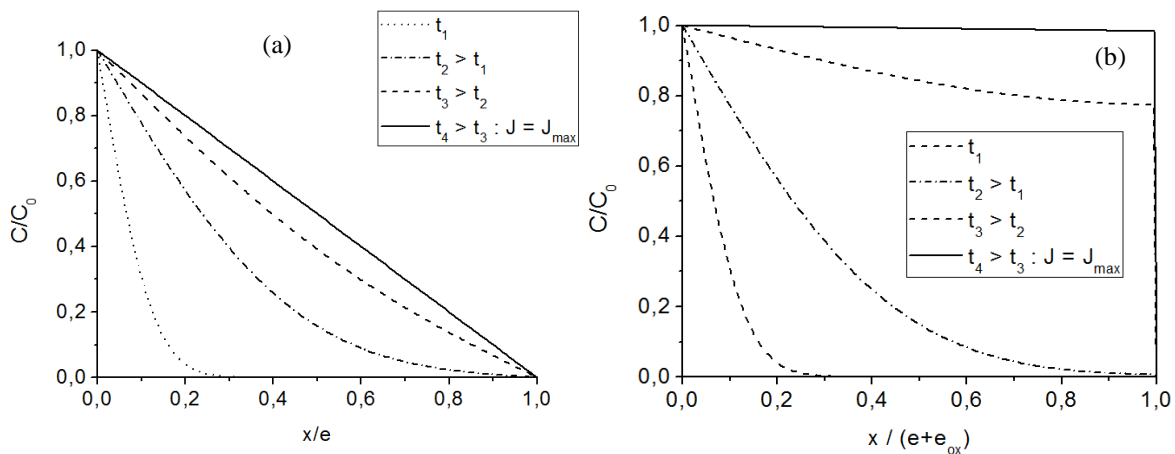 (a)
t1
t2 > t1
t3 > t2
t4 > t3 : J = Jmax
1,0
0,8
0,6
0,4
0,2
0,0
C/C0
0,0 0,2 0,4 0,6 0,8 1,0
x/e
(b)
t1
t2 > t1
t3 > t2
t4 > t3 : J = Jmax
1,0
0,8
0,6
0,4
0,2
0,0
C/C0
0,0 0,2 0,4 0,6 0,8 1,0
x / (e+eox)